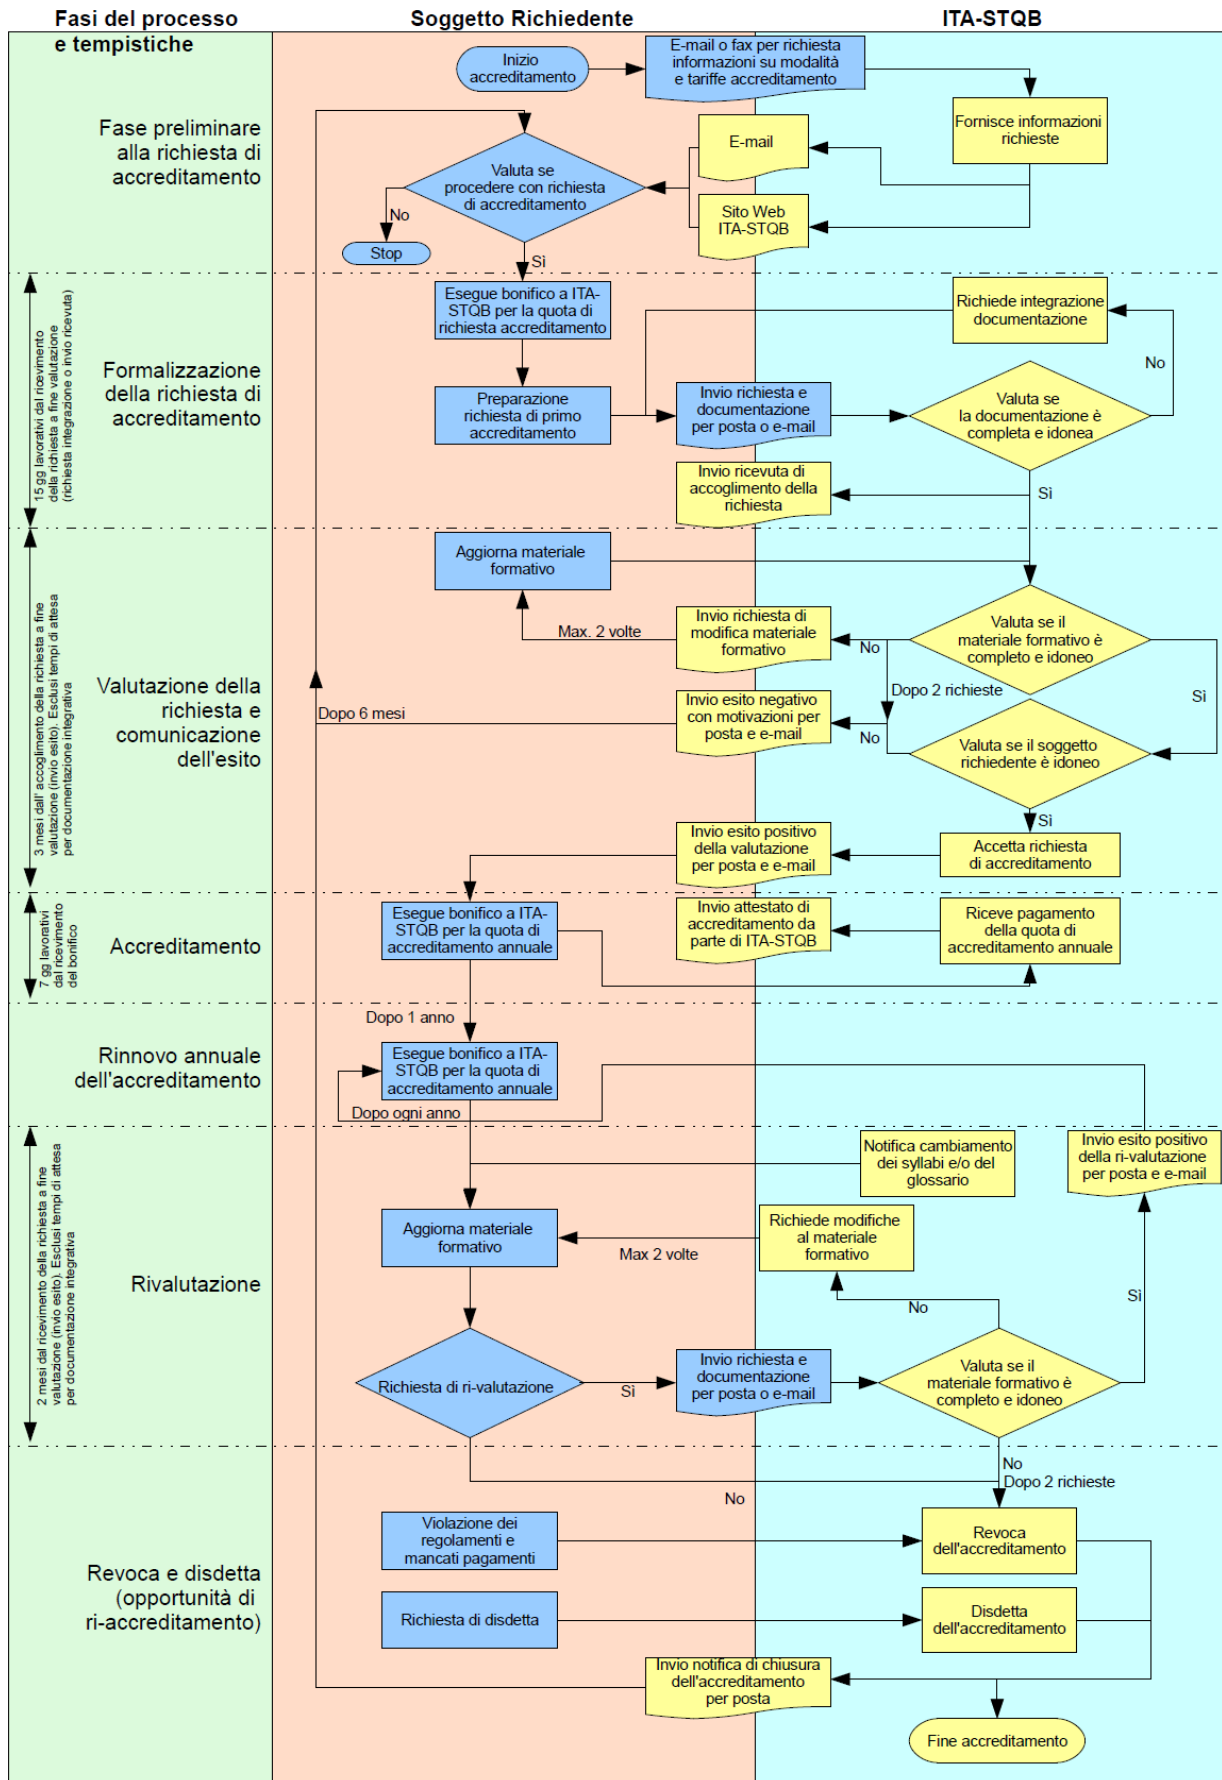 Fasi del processo
e tempistiche
Soggetto Richiedente
ITA-STQB
Fase preliminare
alla richiesta di
accreditamento
Inizio
accreditamento
E-mail o fax per richiesta
informazioni su modalità
e tariffe accreditamento
Fornisce informazioni
richieste
E-mail
Sito Web
ITA-STQB
Valuta se
procedere con richiesta
di accreditamento
No
Stop
Sì
15 gg lavorativi dal ricevimento
della richiesta a fine valutazione
(richiesta integrazione o invio ricevuta)
Formalizzazione
della richiesta di
accreditamento
Esegue bonifico a ITA-
STQB per la quota di
richiesta accreditamento
Richiede integrazione
documentazione
No
Preparazione
richiesta di primo
accreditamento
Invio richiesta e
documentazione
per posta o e-mail
Valuta se
la documentazione è
completa e idonea
Invio ricevuta di
accoglimento della
richiesta
Sì
3 mesi dall' accoglimento della richiesta a fine
valutazione (invio esito). Esclusi tempi di attesa
per documentazione integrativa
Valutazione della
richiesta e
comunicazione
dell'esito
Aggiorna materiale
formativo
Max. 2 volte
Invio richiesta di
modifica materiale
formativo
No
Valuta se il
materiale formativo è
completo e idoneo
Dopo 2 richieste
Sì
Dopo 6 mesi
Invio esito negativo
con motivazioni per
posta e e-mail
No
Valuta se il soggetto
richiedente è idoneo
Sì
Invio esito positivo
della valutazione
per posta e e-mail
Accetta richiesta
di accreditamento
7 gg lavorativi
dal ricevimento
del bonifico
Accreditamento
Esegue bonifico a ITA-
STQB per la quota di
accreditamento annuale
Invio attestato di
accreditamento da
parte di ITA-STQB
Riceve pagamento
della quota di
accreditamento annuale
Dopo 1 anno
Rinnovo annuale
dell'accreditamento
Esegue bonifico a ITA-
STQB per la quota di
accreditamento annuale
Dopo ogni anno
2 mesi dal ricevimento della richiesta a fine
valutazione (invio esito). Esclusi tempi di attesa
per documentazione integrativa
Rivalutazione
Notifica cambiamento
dei syllabi e/o del
glossario
Invio esito positivo
della ri-valutazione
per posta e e-mail
Aggiorna materiale
formativo
Max 2 volte
Richiede modifiche
al materiale
formativo
No
Sì
Richiesta di ri-valutazione
Sì
Invio richiesta e
documentazione
per posta o e-mail
Valuta se il
materiale formativo è
completo e idoneo
No
Dopo 2 richieste
No
Revoca e disdetta
(opportunità di
ri-accreditamento)
Violazione dei
regolamenti e
mancati pagamenti
Revoca
dell'accreditamento
Richiesta di disdetta
Disdetta
dell'accreditamento
Invio notifica di chiusura
dell'accreditamento
per posta
Fine accreditamento